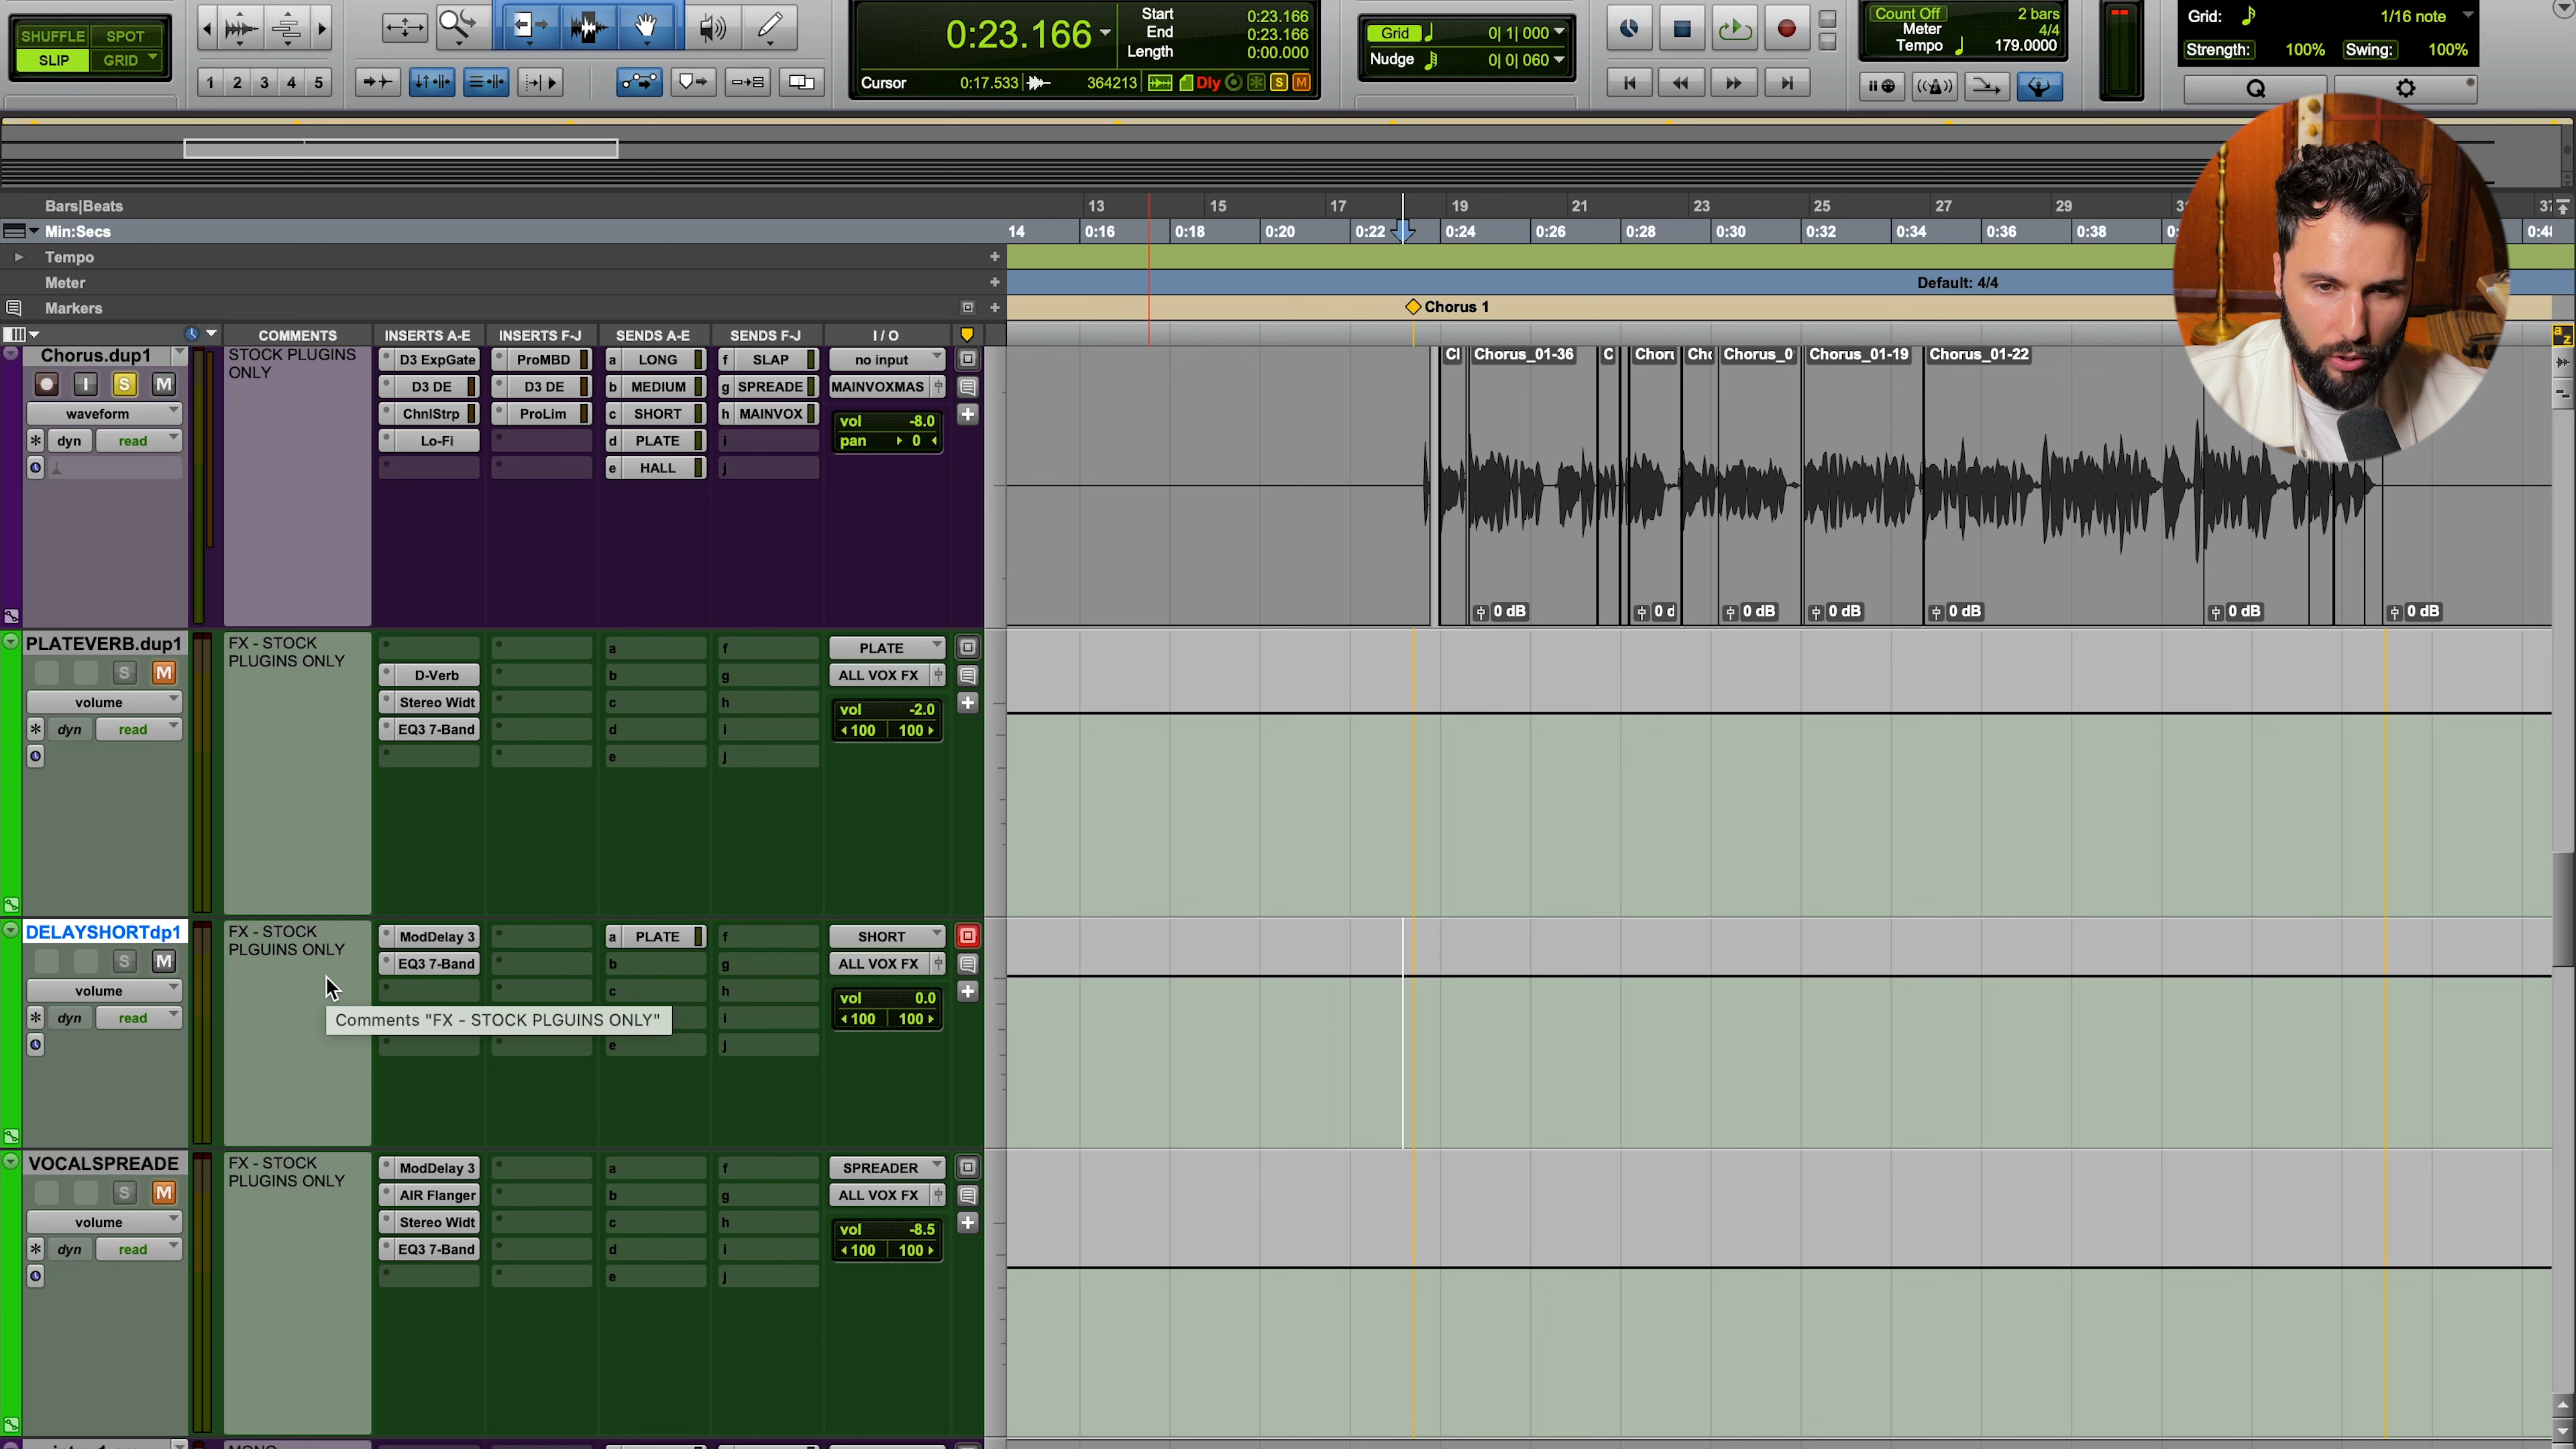 SHUFFLE SPOT
SLIP GRID
1 2 3 4 5
0:23.166
Start 0:23.166
End 0:23.166
Length 0:00.000
Cursor 0:17.533 364213 Dly S M
Grid 0| 1| 000
Nudge 0| 0| 060
Count Off 2 bars
Meter 4/4
Tempo 179.0000
Grid: 1/16 note
Strength: 100% Swing: 100%
Q
Bars|Beats 13 15 17 19 21 23 25 27 29
Min:Secs 14 0:16 0:18 0:20 0:22 0:24 0:26 0:28 0:30 0:32 0:34 0:36 0:38
Tempo
Meter Default: 4/4
Markers Chorus 1
COMMENTS INSERTS A-E INSERTS F-J SENDS A-E SENDS F-J I / O
a z
Chorus.dup1 STOCK PLUGINS ONLY
I S M
waveform
dyn read
D3 ExpGate ProMBD a LONG f SLAP no input
D3 DE D3 DE b MEDIUM g SPREADE MAINVOXMAS
ChnlStrp ProLim c SHORT h MAINVOX vol -8.0
Lo-Fi d PLATE i pan 0
e HALL j
Cl Chorus_01-36 C Choru Cho Chorus_0 Chorus_01-19 Chorus_01-22
0 dB 0 d 0 dB 0 dB 0 dB 0 dB 0 dB
PLATEVERB.dup1 FX - STOCK PLUGINS ONLY
S M
volume
dyn read
a f PLATE
D-Verb b g ALL VOX FX
Stereo Widt c h vol -2.0
EQ3 7-Band d i 100 100
e j
DELAYSHORTdp1 FX - STOCK PLGUINS ONLY
S M
volume
dyn read
ModDelay 3 a PLATE f SHORT
EQ3 7-Band b g ALL VOX FX
c h vol 0.0
Comments "FX - STOCK PLGUINS ONLY" i 100 100
e j
VOCALSPREADE FX - STOCK PLUGINS ONLY
S M
volume
dyn read
ModDelay 3 a f SPREADER
AIR Flanger b g ALL VOX FX
Stereo Widt c h vol -8.5
EQ3 7-Band d i 100 100
e j